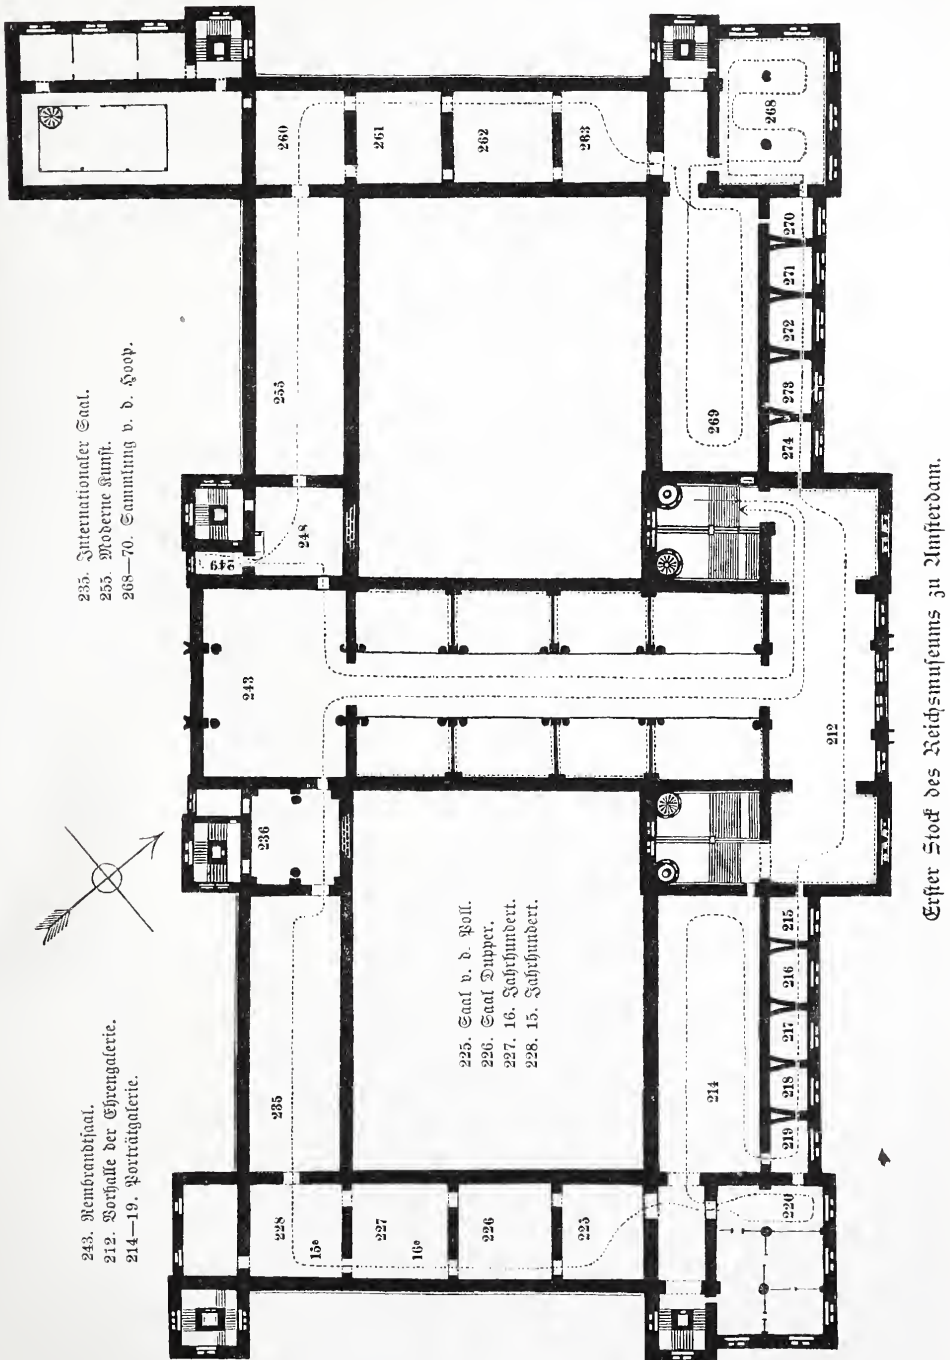 243. Rembrandtsaal.
212. Vorhalle der Ehrengalerie.
214—19. Porträtgalerie.
235. Internationaler Saal.
255. Moderne Kunst.
268—70. Sammlung v. d. Hoop.
225. Saal v. d. Poll.
226. Saal Dupper.
227. 16. Jahrhundert.
228. 15. Jahrhundert.
228
15e
235
236
243
249
248
255
260
227
16e
226
225
261
262
263
214
212
269
268
220
219
218
217
216
215
274
273
272
271
270
Erster Stock des Reichsmuseums zu Amsterdam.